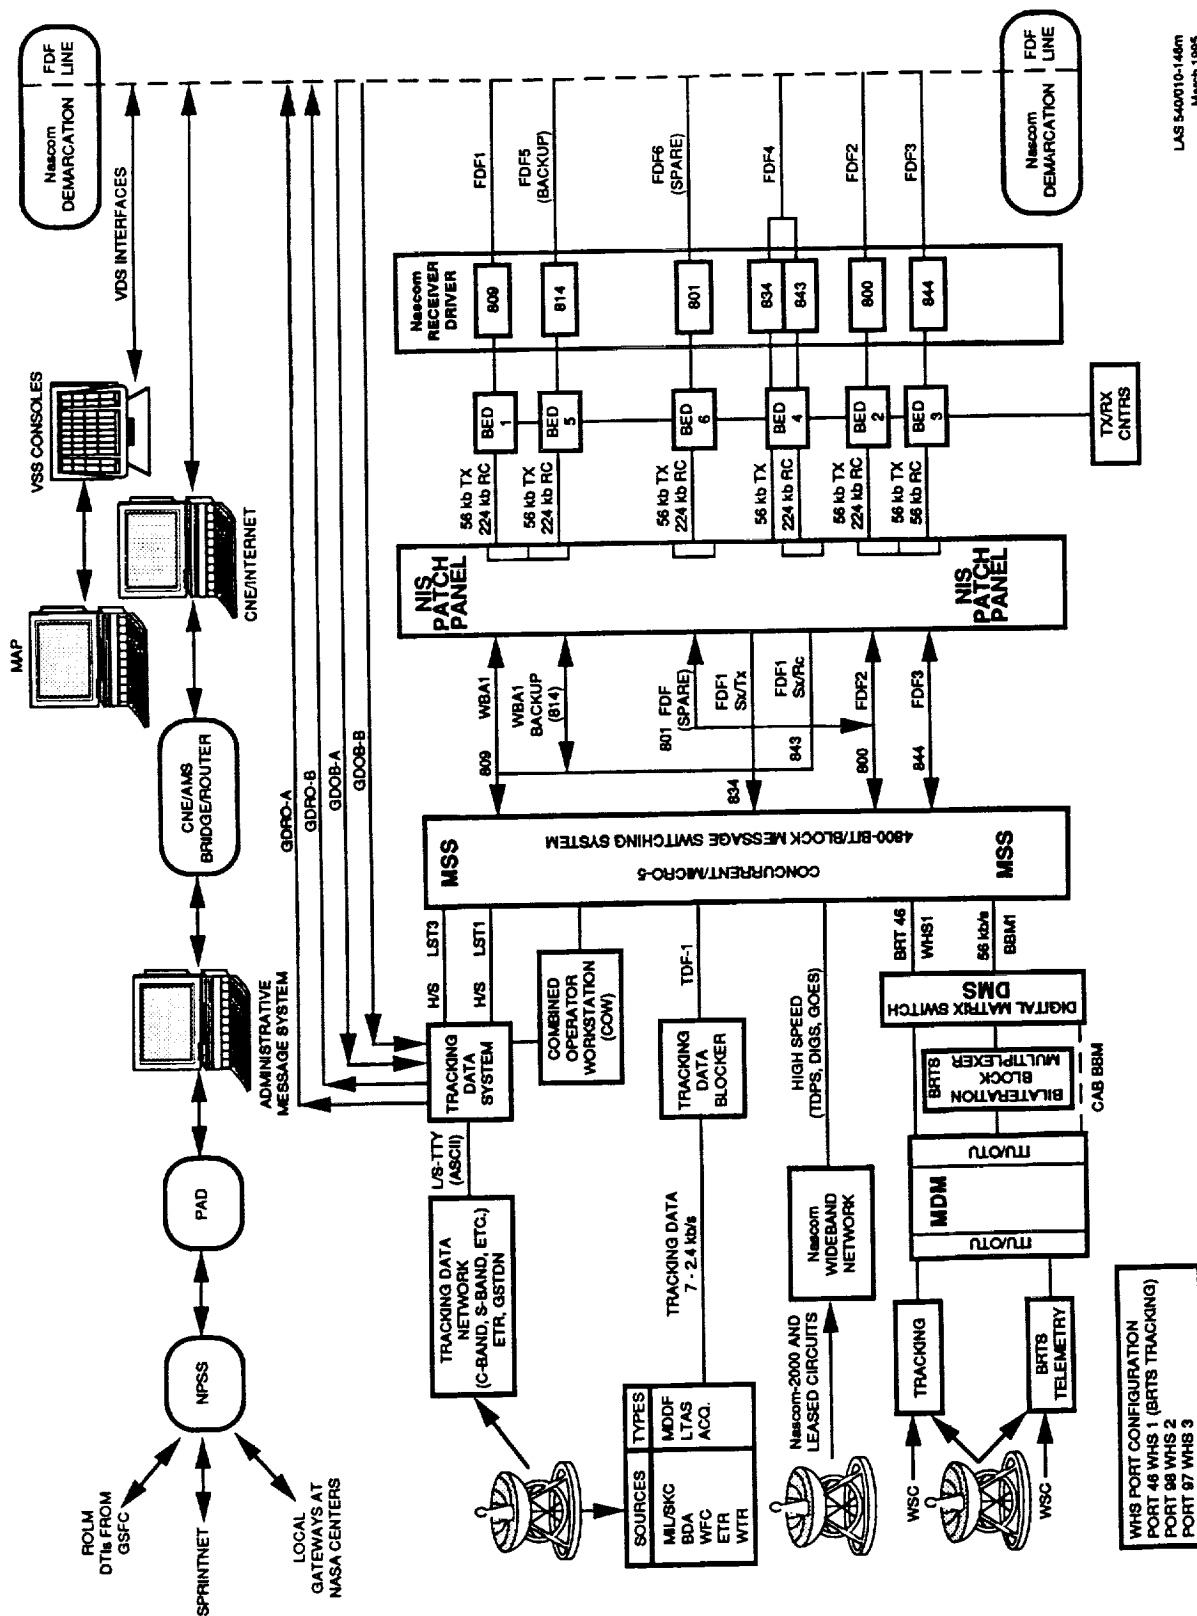 ROLM
DTIs FROM
GSFC
SPRINTNET
LOCAL
GATEWAYS AT
NASA CENTERS
NPSS
PAD
ADMINISTRATIVE
MESSAGE SYSTEM
CNE/AMS
BRIDGE/ROUTER
MAP
CNE/INTERNET
VSS CONSOLES
VDS INTERFACES
Nascom
DEMARCATION
FDF
LINE
GDRO-A
GDRO-B
GDOB-A
GDOB-B
TRACKING DATA
NETWORK
(C-BAND, S-BAND, ETC.)
ETR, GSTDN
L/S-TTY
(ASCII)
TRACKING
DATA
SYSTEM
H/S
LST3
H/S
LST1
COMBINED
OPERATOR
WORKSTATION
(COW)
SOURCES
TYPES
MIL/SKC
BDA
WFC
ETR
WTR
MDDF
LTAS
ACQ.
TRACKING DATA
7 - 2.4 kb/s
TRACKING
DATA
BLOCKER
TDF-1
Nascom-2000 AND
LEASED CIRCUITS
Nascom
WIDEBAND
NETWORK
HIGH SPEED
(TDPS, DIGS, GOES)
WSC
WSC
TRACKING
BRTS
TELEMETRY
ITU/OTU
MDM
ITU/OTU
BRTS
BILATERATION
BLOCK
MULTIPLEXER
CAB BBM
DIGITAL MATRIX SWITCH
DMS
BRT 46
WHS1
56 kb/s
BBM1
MSS
CONCURRENT/MICRO-5
4800-BIT/BLOCK MESSAGE SWITCHING SYSTEM
MSS
809
WBA1
WBA1
BACKUP
(814)
801 FDF
(SPARE)
834
FDF1
Sx/Tx
843
FDF1
Sx/Rc
800
FDF2
844
FDF3
NIS
PATCH
PANEL
NIS
PATCH
PANEL
56 kb TX
224 kb RC
56 kb TX
224 kb RC
56 kb TX
224 kb RC
56 kb TX
224 kb RC
56 kb TX
224 kb RC
56 kb TX
56 kb RC
BED
1
BED
5
BED
6
BED
4
BED
2
BED
3
TX/RX
CNTRS
Nascom
RECEIVER
DRIVER
809
814
801
834
843
800
844
FDF1
FDF5
(BACKUP)
FDF6
(SPARE)
FDF4
FDF2
FDF3
Nascom
DEMARCATION
FDF
LINE
WHS PORT CONFIGURATION
PORT 46 WHS 1 (BRTS TRACKING)
PORT 98 WHS 2
PORT 97 WHS 3
LAS 540/010-146m
March 1995